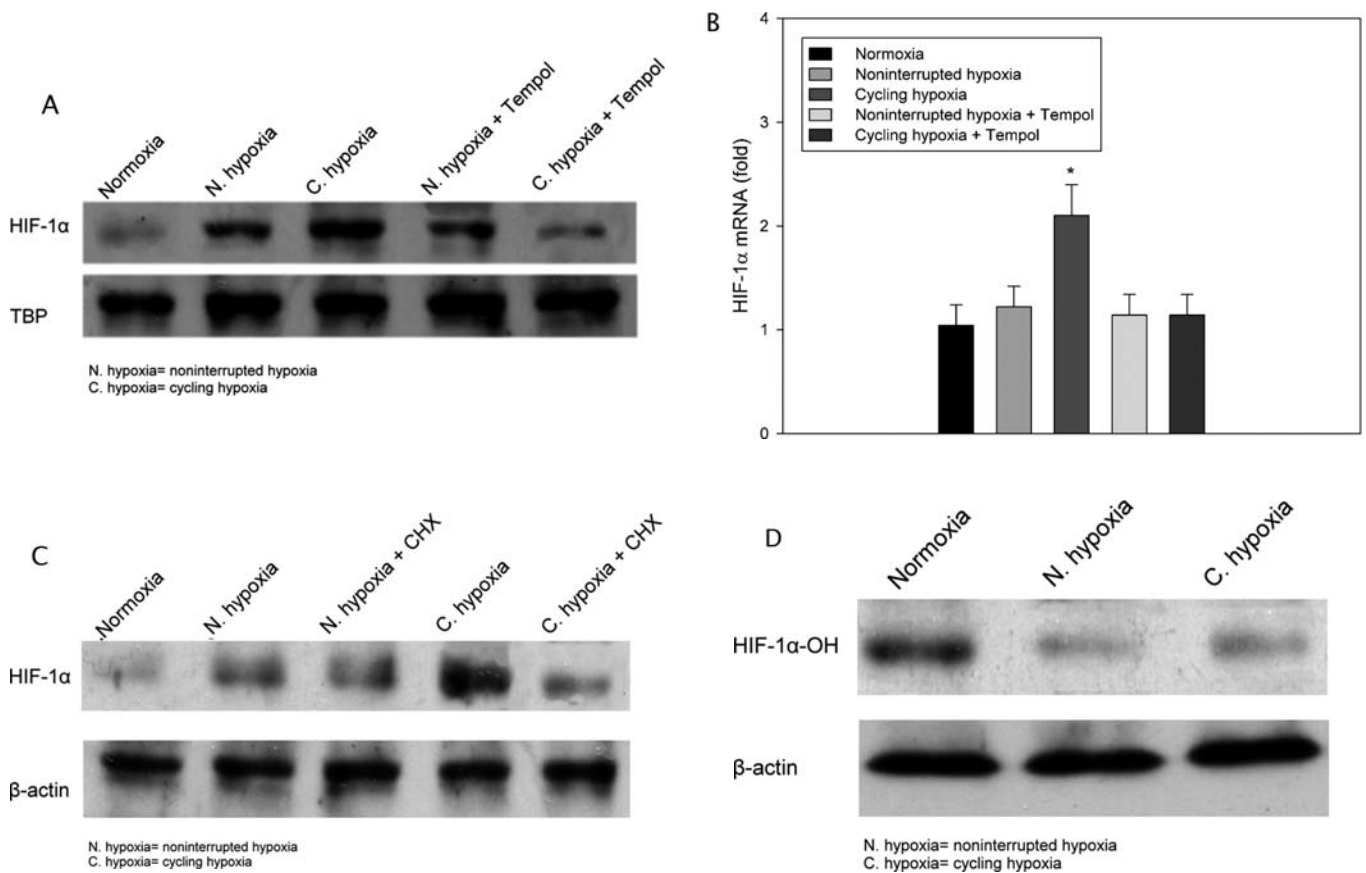 A
Normoxia
N. hypoxia
C. hypoxia
N. hypoxia + Tempol
C. hypoxia + Tempol
HIF-1α
TBP
N. hypoxia= noninterrupted hypoxia
C. hypoxia= cycling hypoxia
B
4
3
2
1
0
HIF-1α mRNA (fold)
Normoxia
Noninterrupted hypoxia
Cycling hypoxia
Noninterrupted hypoxia + Tempol
Cycling hypoxia + Tempol
*
C
Normoxia
N. hypoxia
N. hypoxia + CHX
C. hypoxia
C. hypoxia + CHX
HIF-1α
β-actin
N. hypoxia= noninterrupted hypoxia
C. hypoxia= cycling hypoxia
D
Normoxia
N. hypoxia
C. hypoxia
HIF-1α-OH
β-actin
N. hypoxia= noninterrupted hypoxia
C. hypoxia= cycling hypoxia